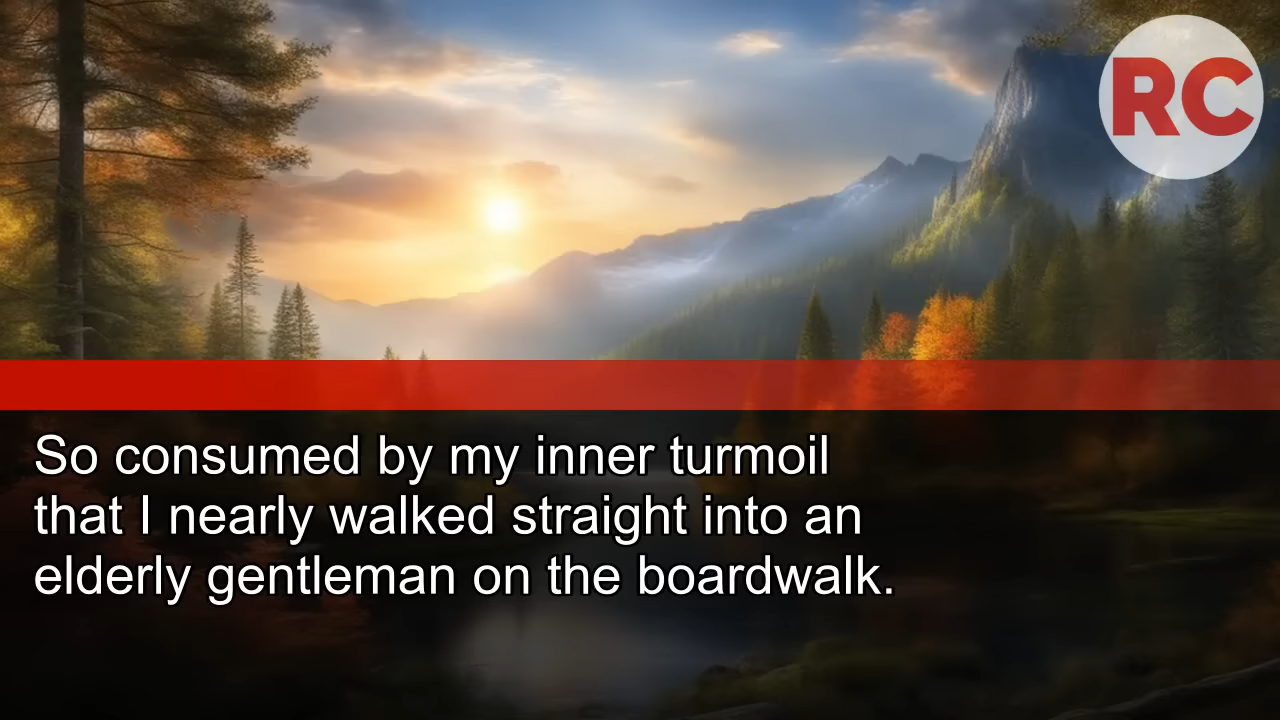 RC
So consumed by my inner turmoil
that I nearly walked straight into an
elderly gentleman on the boardwalk.